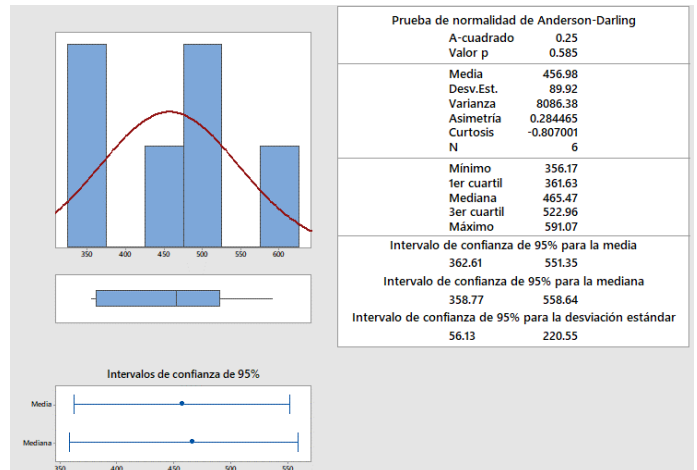 350 400 450 500 550 600
Intervalos de confianza de 95%
Media
Mediana
350 400 450 500 550
Prueba de normalidad de Anderson-Darling
A-cuadrado 0.25
Valor p 0.585
Media 456.98
Desv.Est. 89.92
Varianza 8086.38
Asimetría 0.284465
Curtosis -0.807001
N 6
Mínimo 356.17
1er cuartil 361.63
Mediana 465.47
3er cuartil 522.96
Máximo 591.07
Intervalo de confianza de 95% para la media
362.61 551.35
Intervalo de confianza de 95% para la mediana
358.77 558.64
Intervalo de confianza de 95% para la desviación estándar
56.13 220.55